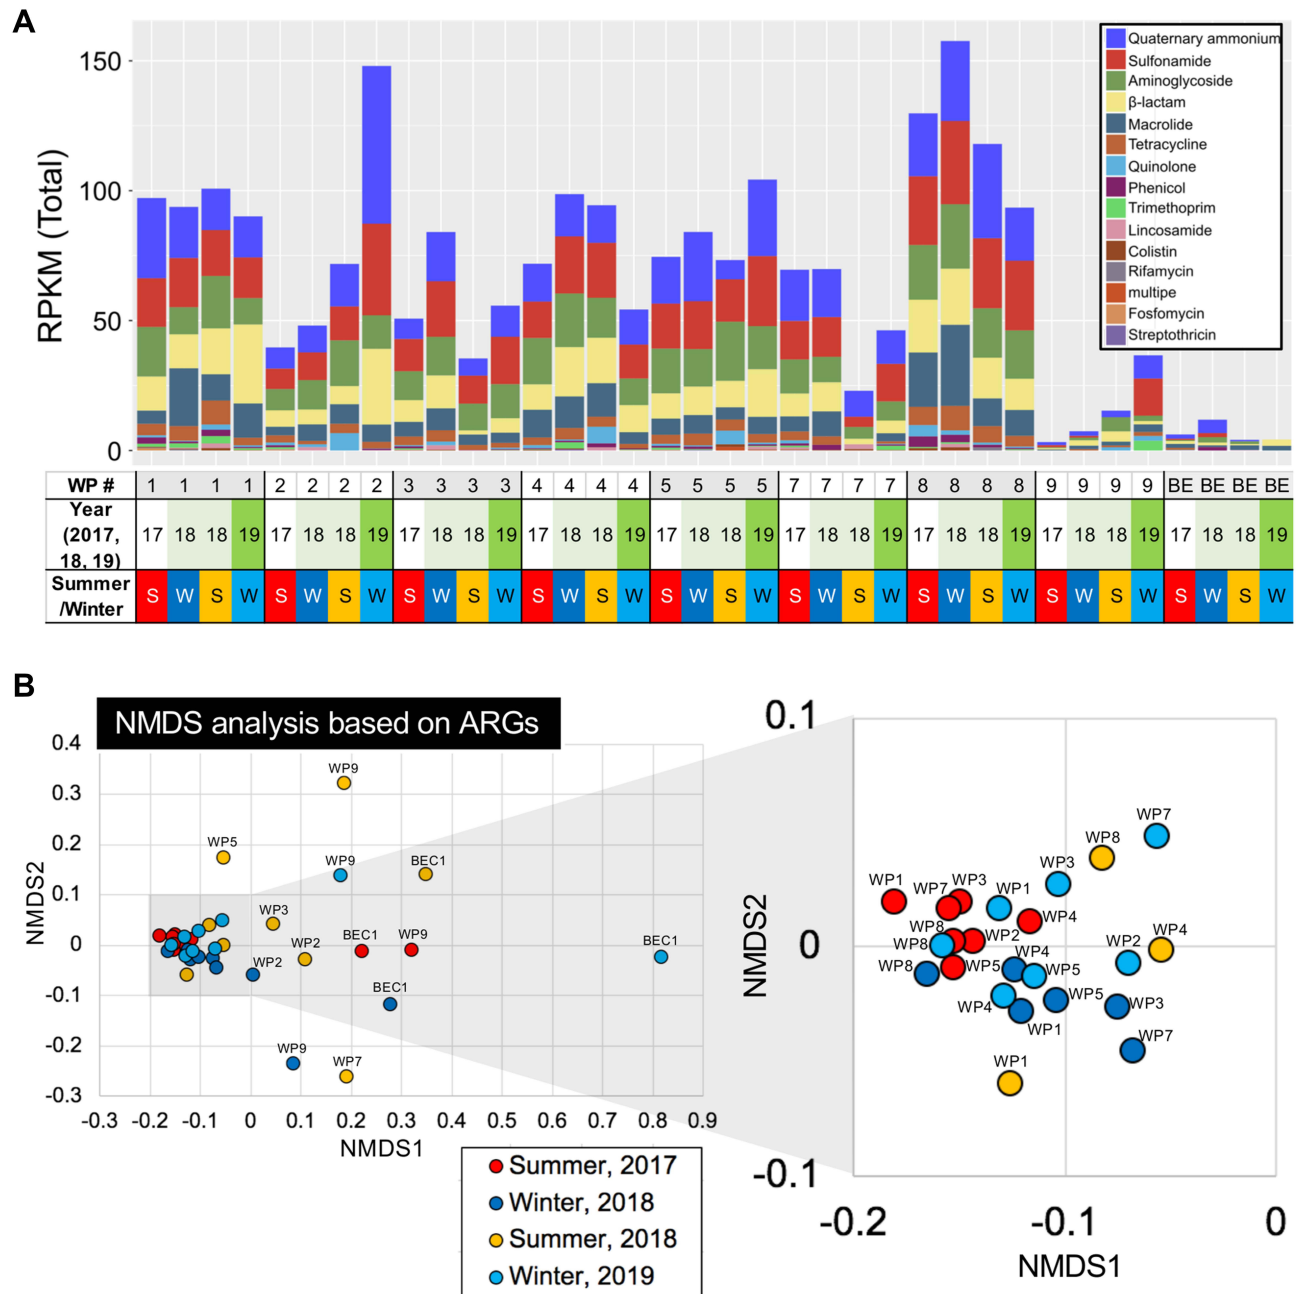 A
RPKM (Total)
150
100
50
0
Quaternary ammonium
Sulfonamide
Aminoglycoside
β-lactam
Macrolide
Tetracycline
Quinolone
Phenicol
Trimethoprim
Lincosamide
Colistin
Rifamycin
multipe
Fosfomycin
Streptothricin
WP # 1 1 1 1 2 2 2 2 3 3 3 3 4 4 4 4 5 5 5 5 7 7 7 7 8 8 8 8 9 9 9 9 BE BE BE BE
Year
(2017, 17 18 18 19 17 18 18 19 17 18 18 19 17 18 18 19 17 18 18 19 17 18 18 19 17 18 18 19 17 18 18 19 17 18 18 19
18, 19)
Summer
/Winter S W S W S W S W S W S W S W S W S W S W S W S W S W S W S W S W S W S W
B
NMDS analysis based on ARGs
NMDS2
0.4
0.3
0.2
0.1
0
-0.1
-0.2
-0.3
WP9
WP5
WP9
BEC1
WP3
BEC1
WP9
WP2
BEC1
WP2
BEC1
WP9
WP7
-0.3 -0.2 -0.1 0 0.1 0.2 0.3 0.4 0.5 0.6 0.7 0.8 0.9
NMDS1
Summer, 2017
Winter, 2018
Summer, 2018
Winter, 2019
NMDS2
0.1
0
-0.1
WP7
WP8
WP3
WP1
WP7
WP3
WP1
WP4
WP8
WP2
WP8
WP4
WP2
WP4
WP8
WP5
WP5
WP5
WP3
WP4
WP1
WP7
WP1
-0.2 -0.1 0
NMDS1